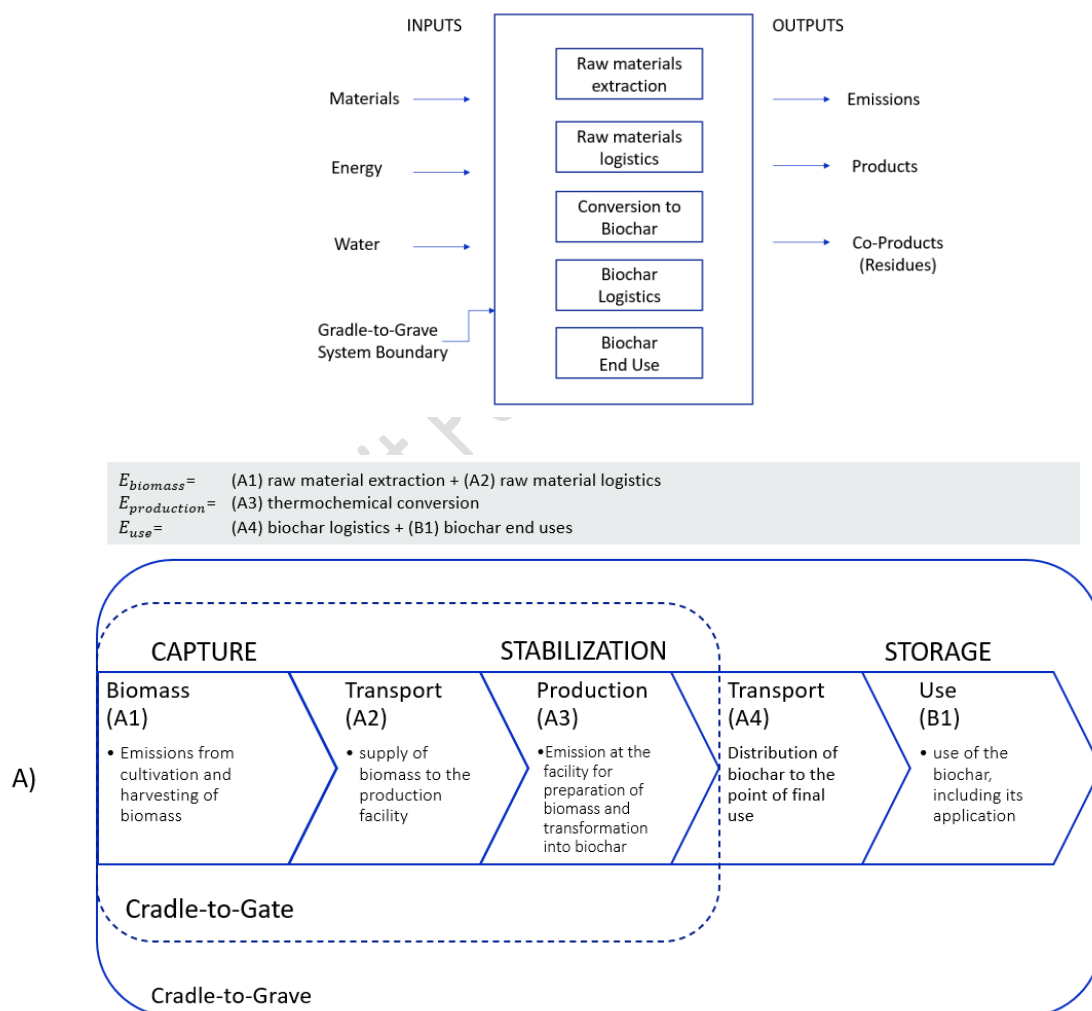 INPUTS
OUTPUTS
Raw materials
extraction
Materials
Emissions
Raw materials
logistics
Energy
Products
Conversion to
Biochar
Water
Co-Products
(Residues)
Biochar
Logistics
Gradle-to-Grave
System Boundary
Biochar
End Use
E_biomass= (A1) raw material extraction + (A2) raw material logistics
E_production= (A3) thermochemical conversion
E_use= (A4) biochar logistics + (B1) biochar end uses
A)
CAPTURE
STABILIZATION
STORAGE
Biomass
(A1)
• Emissions from
cultivation and
harvesting of
biomass
Transport
(A2)
• supply of
biomass to the
production
facility
Production
(A3)
•Emission at the
facility for
preparation of
biomass and
transformation
into biochar
Transport
(A4)
Distribution of
biochar to the
point of final
use
Use
(B1)
• use of the
biochar,
including its
application
Cradle-to-Gate
Cradle-to-Grave